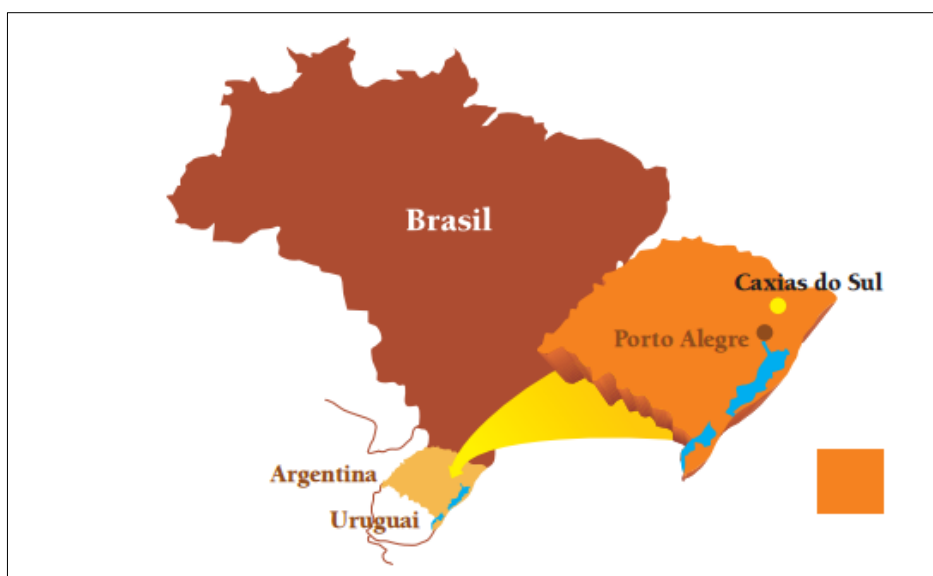 Brasil
Caxias do Sul
Porto Alegre
Argentina
Uruguai